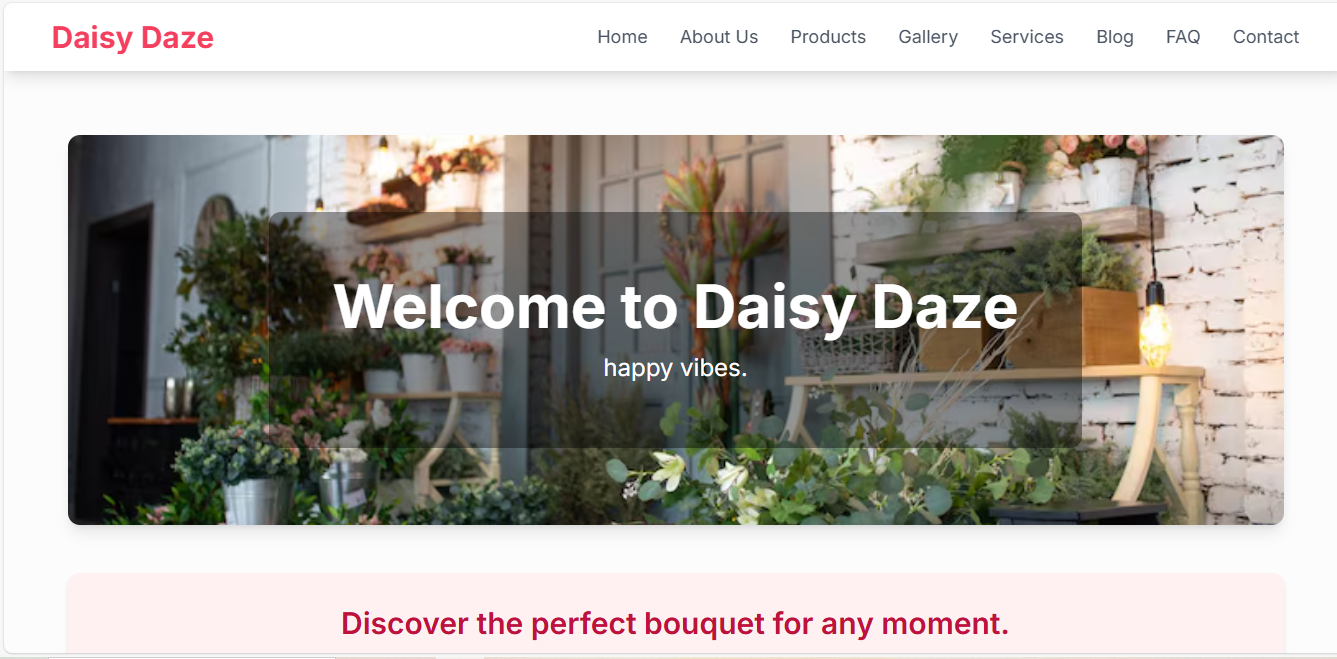 Daisy Daze
Home About Us Products Gallery Services Blog FAQ Contact
Welcome to Daisy Daze
happy vibes.
Discover the perfect bouquet for any moment.